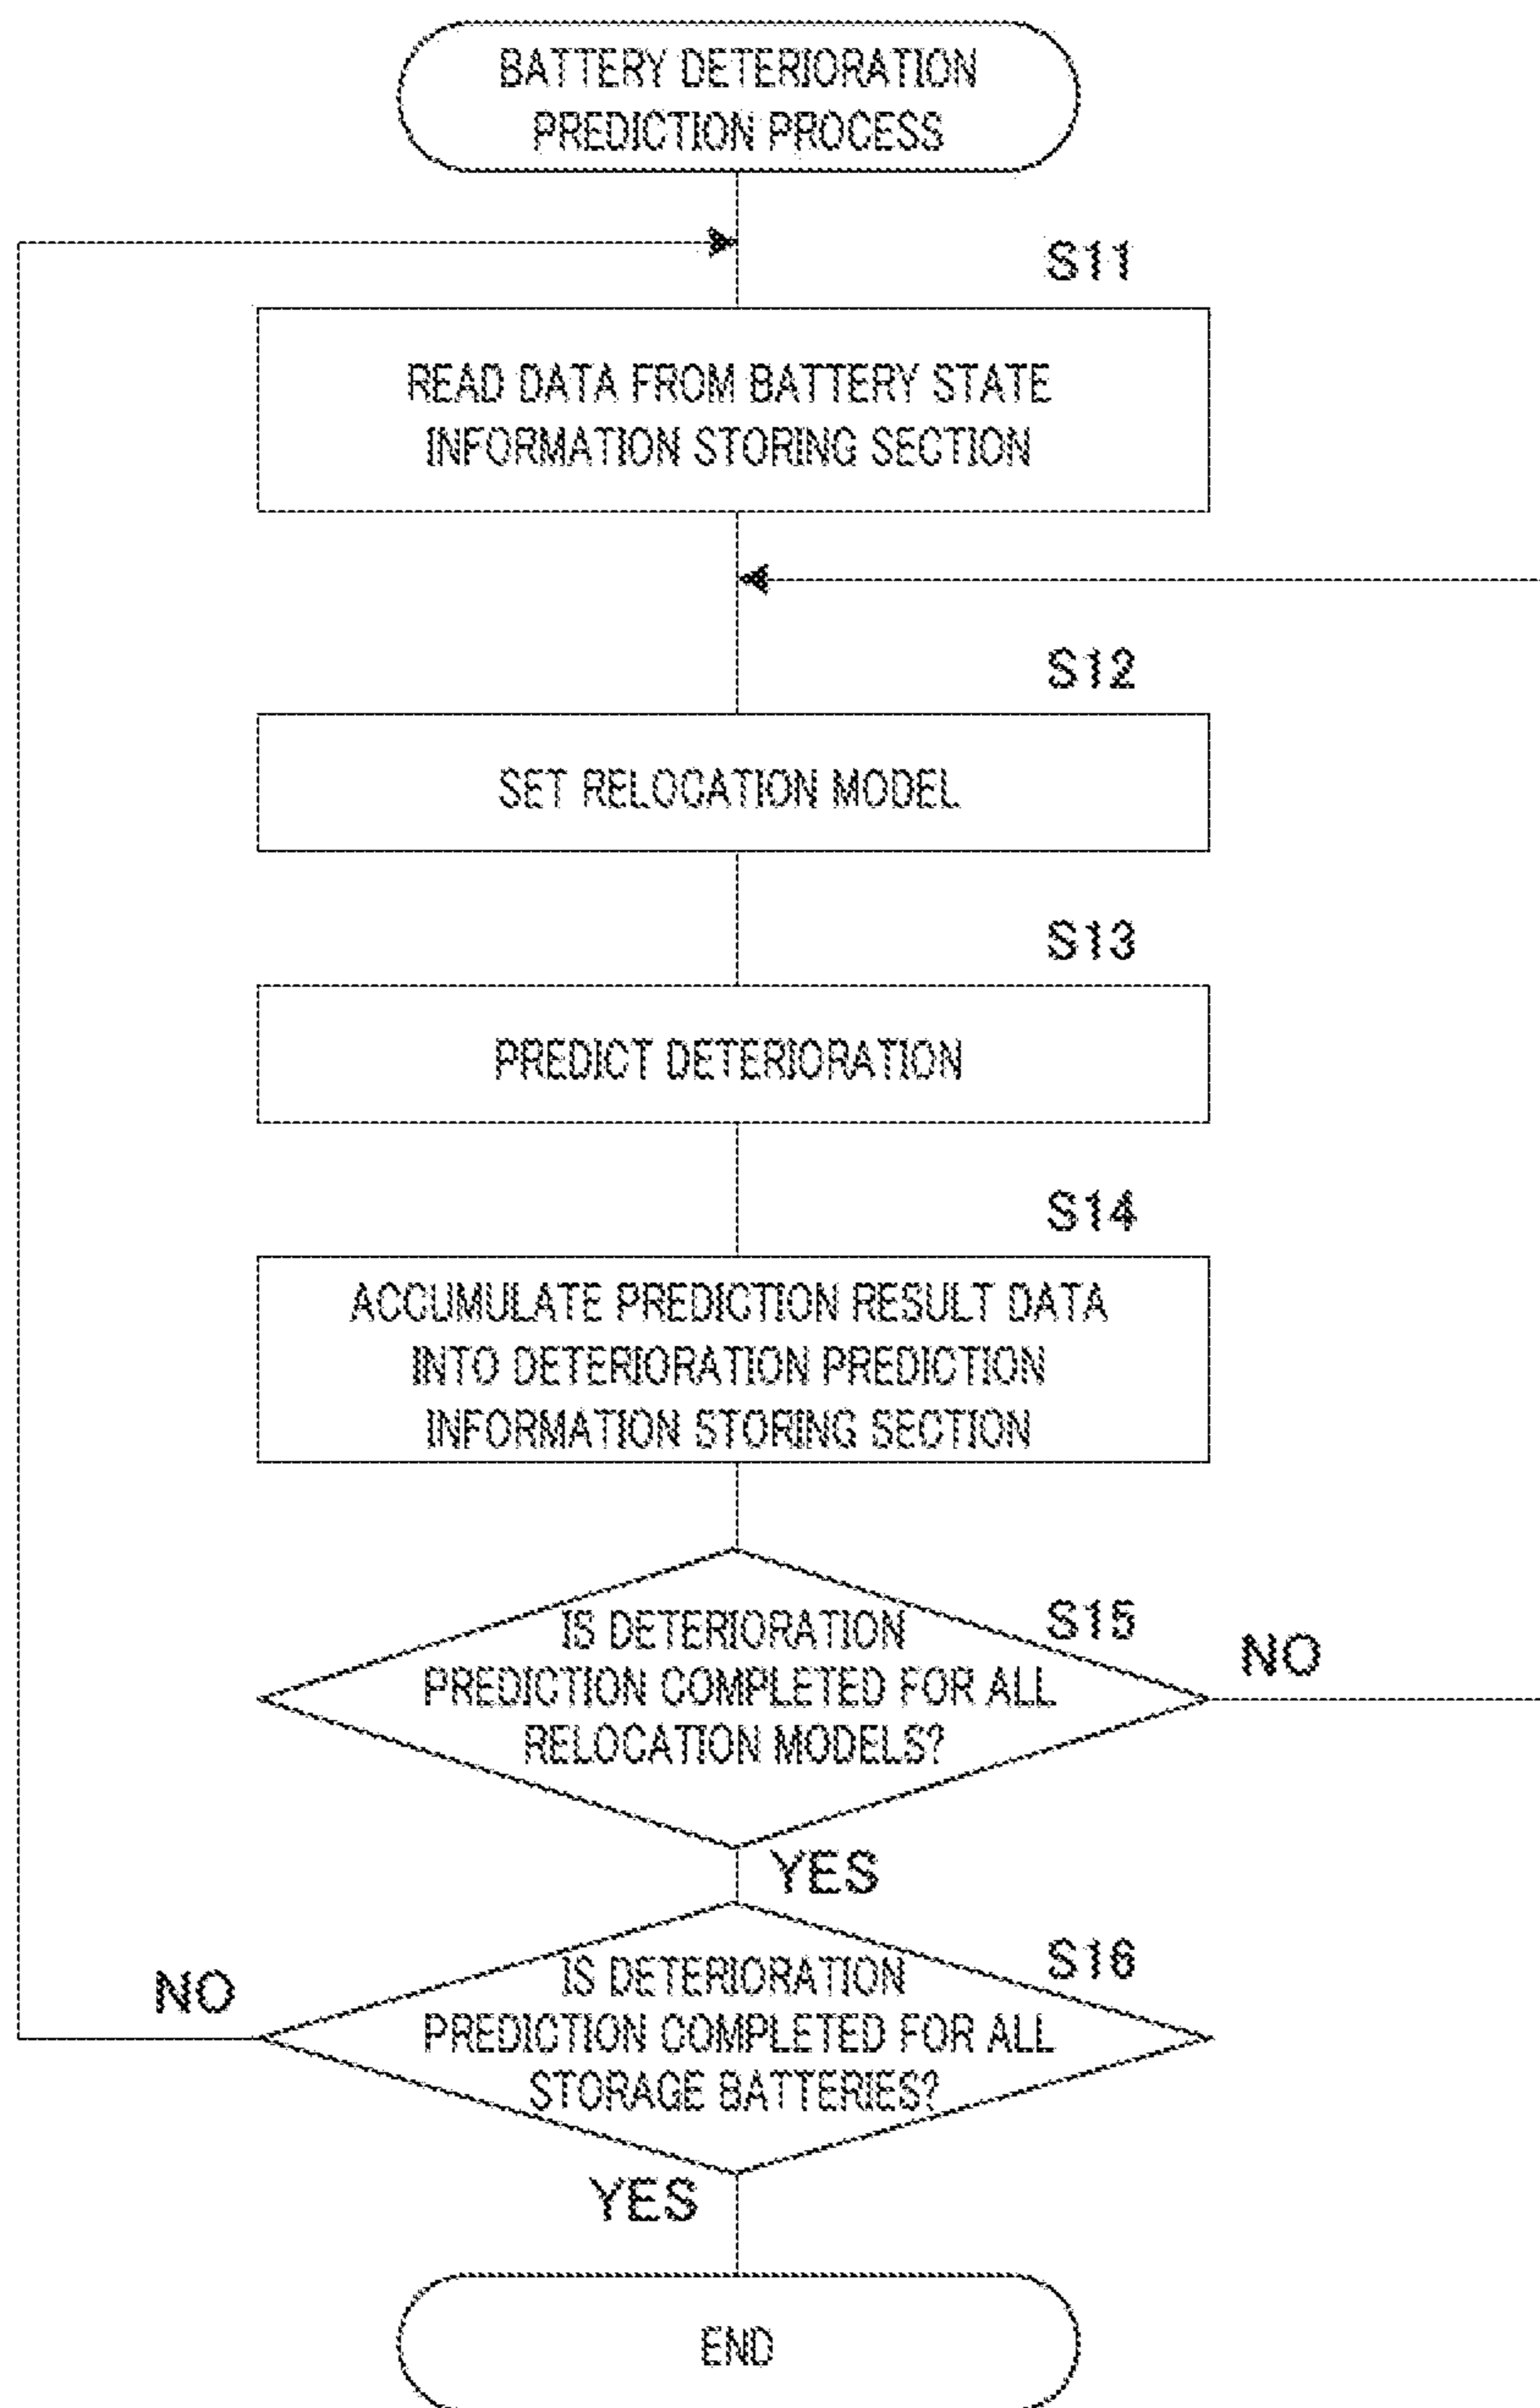 BATTERY DETERIORATION
PREDICTION PROCESS
S11
READ DATA FROM BATTERY STATE
INFORMATION STORING SECTION
S12
SET RELOCATION MODEL
S13
PREDICT DETERIORATION
S14
ACCUMULATE PREDICTION RESULT DATA
INTO DETERIORATION PREDICTION
INFORMATION STORING SECTION
S15
IS DETERIORATION
PREDICTION COMPLETED FOR ALL
RELOCATION MODELS?
NO
YES
S16
IS DETERIORATION
PREDICTION COMPLETED FOR ALL
STORAGE BATTERIES?
NO
YES
END